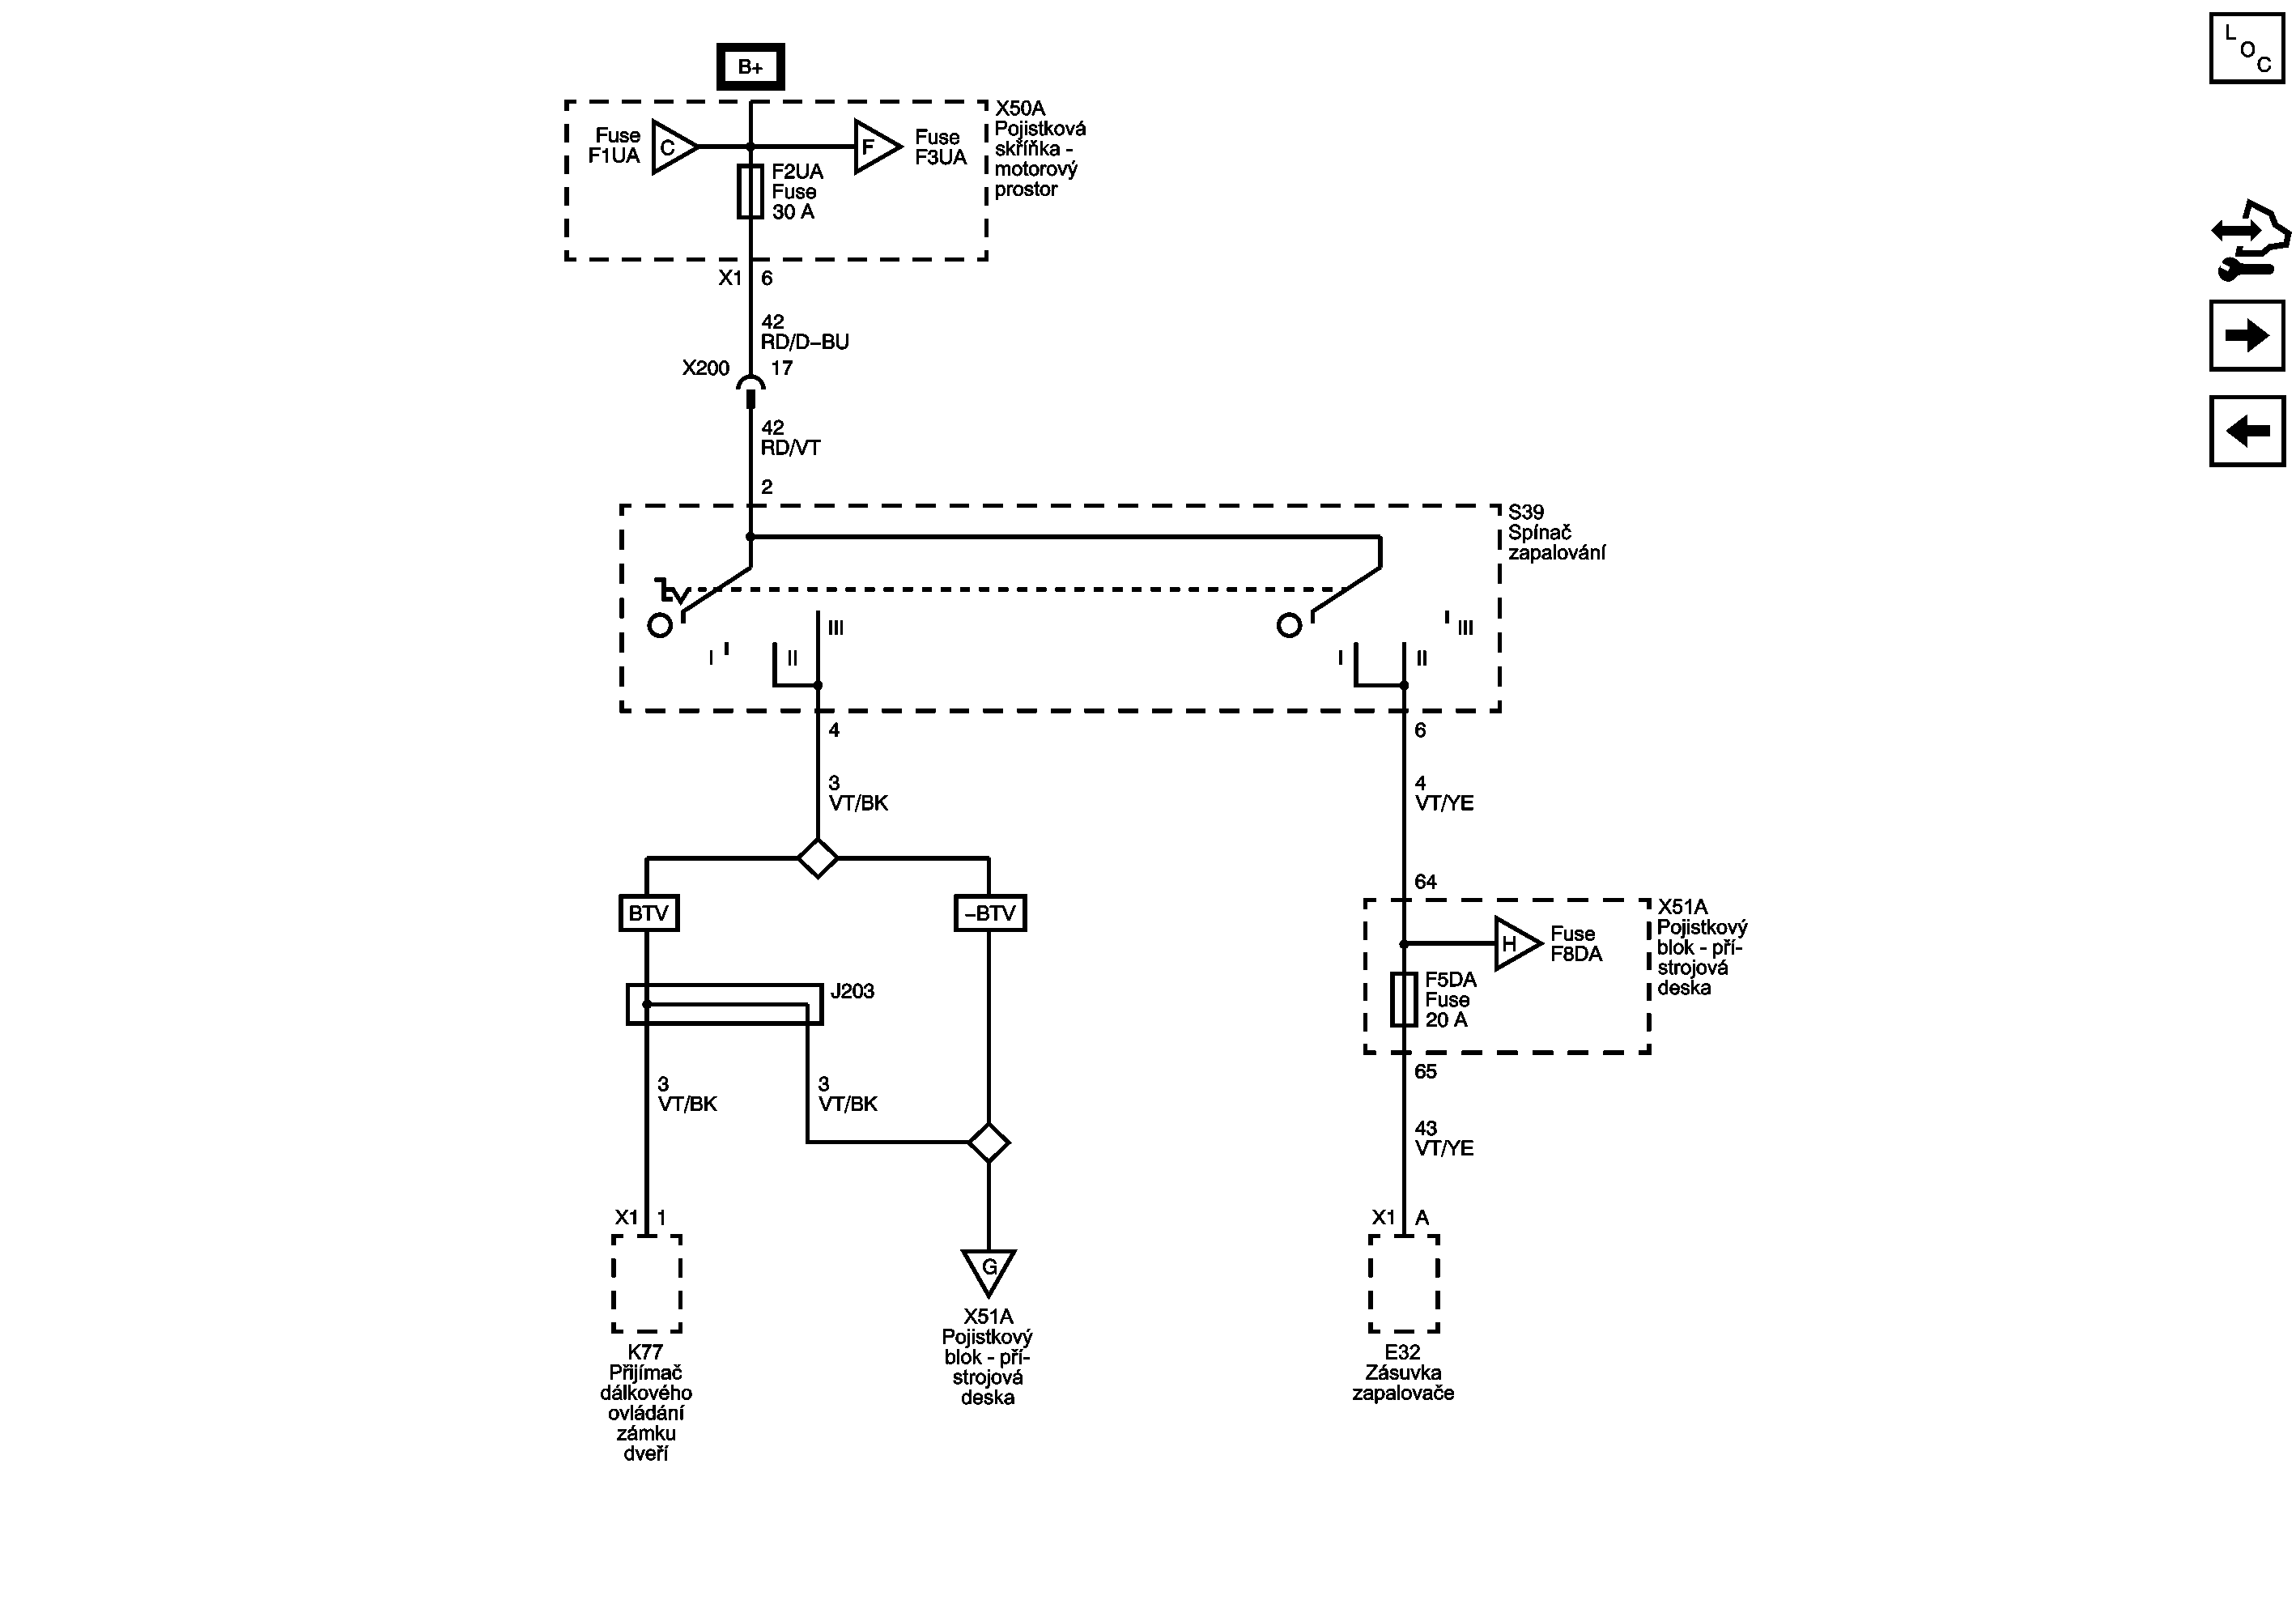 L
O
C
B+
Fuse
F1UA
C
F
Fuse
F3UA
X50A
Pojistková
skříňka -
motorový
prostor
F2UA
Fuse
30 A
X1 6
42
RD/D-BU
X200 17
42
RD/VT
2
S39
Spínač
zapalování
I
II
III
I
II
III
4
3
VT/BK
6
4
VT/YE
BTV
-BTV
J203
3
VT/BK
3
VT/BK
64
X51A
Pojistkový
blok - pří-
strojová
deska
H
Fuse
F8DA
F5DA
Fuse
20 A
65
43
VT/YE
X1 1
K77
Přijímač
dálkového
ovládání
zámku
dveří
G
X51A
Pojistkový
blok - pří-
strojová
deska
X1 A
E32
Zásuvka
zapalovače